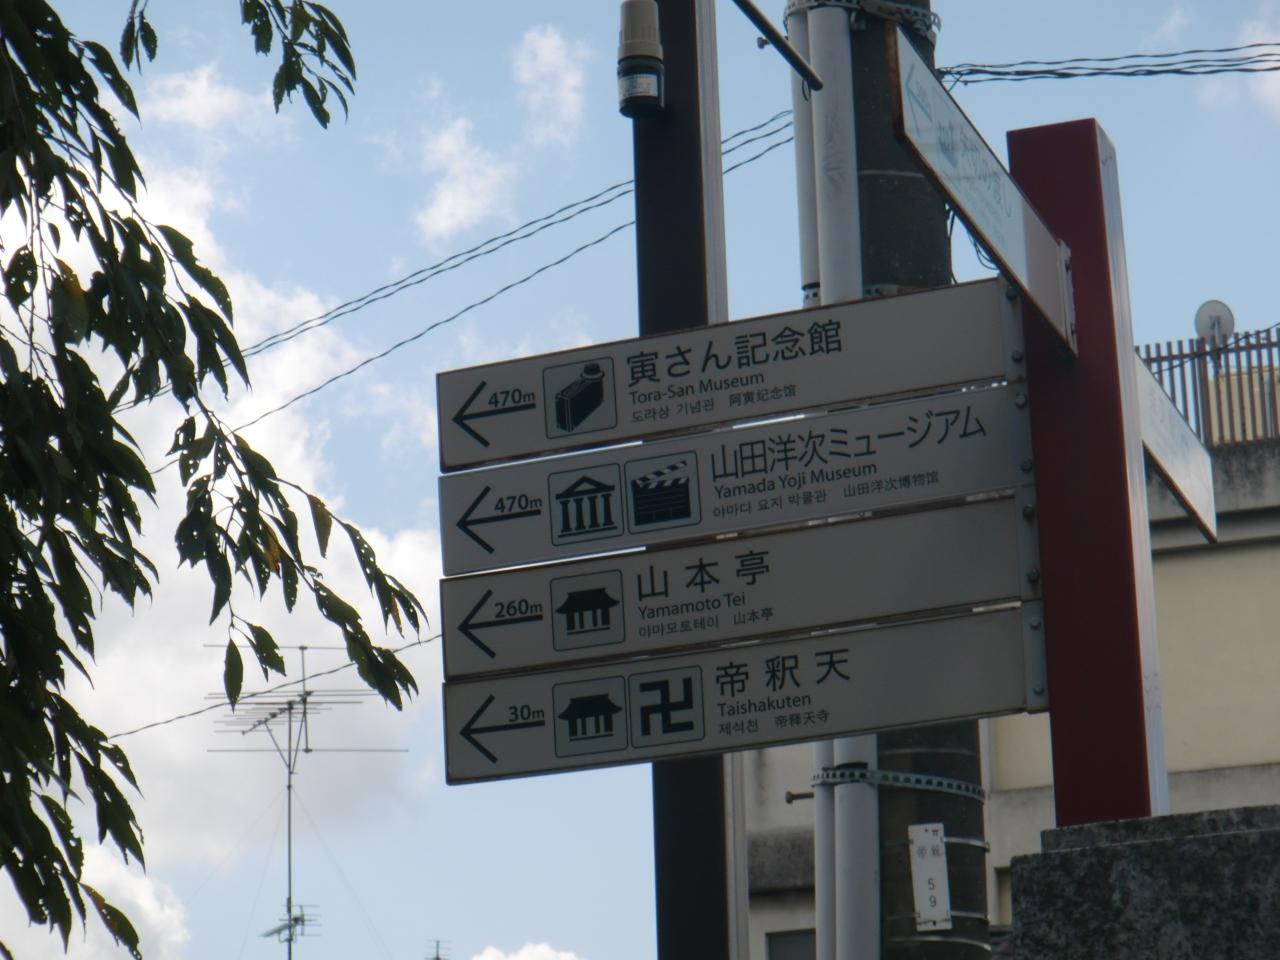 470m
寅さん記念館
Tora-San Museum
도라상 기념관 阿寅纪念馆
470m
山田洋次ミュージアム
Yamada Yoji Museum
야마다 요지 박물관 山田洋次博物馆
260m
山本亭
Yamamoto Tei
야마모토테이 山本亭
30m
帝釈天
Taishakuten
제석천 帝釋天寺
59